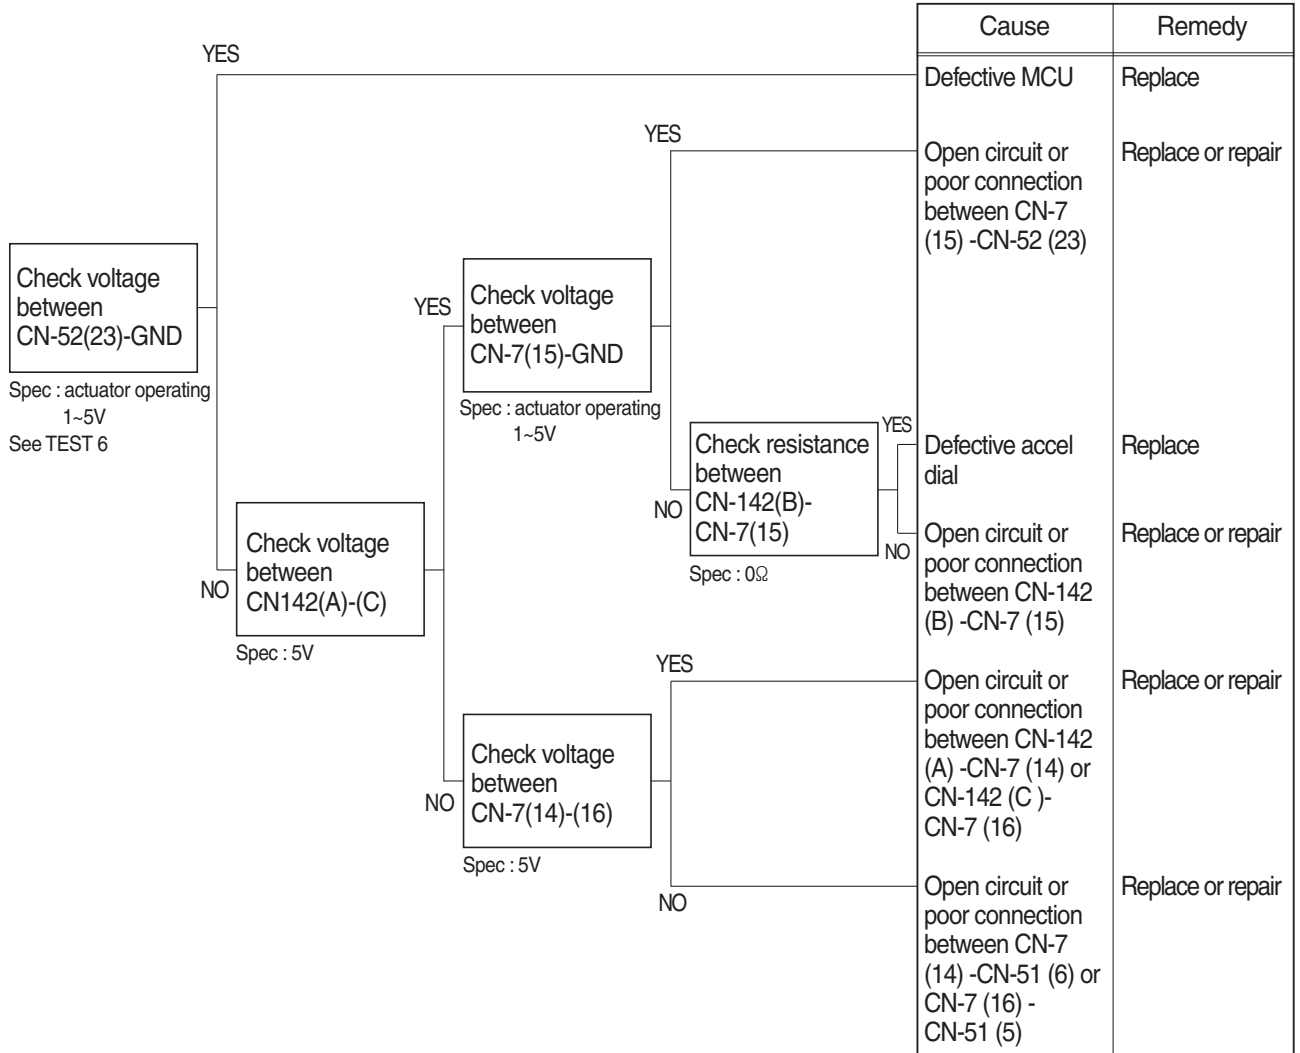 Cause
Remedy
YES
Defective MCU
Replace
YES
Open circuit or
poor connection
between CN-7
(15) -CN-52 (23)
Replace or repair
Check voltage
between
CN-52(23)-GND
Spec : actuator operating
1~5V
See TEST 6
YES
Check voltage
between
CN-7(15)-GND
Spec : actuator operating
1~5V
NO
Check resistance
between
CN-142(B)-
CN-7(15)
Spec : 0Ω
YES
Defective accel
dial
Replace
NO
Open circuit or
poor connection
between CN-142
(B) -CN-7 (15)
Replace or repair
NO
Check voltage
between
CN142(A)-(C)
Spec : 5V
NO
Check voltage
between
CN-7(14)-(16)
Spec : 5V
YES
Open circuit or
poor connection
between CN-142
(A) -CN-7 (14) or
CN-142 (C )-
CN-7 (16)
Replace or repair
NO
Open circuit or
poor connection
between CN-7
(14) -CN-51 (6) or
CN-7 (16) -
CN-51 (5)
Replace or repair